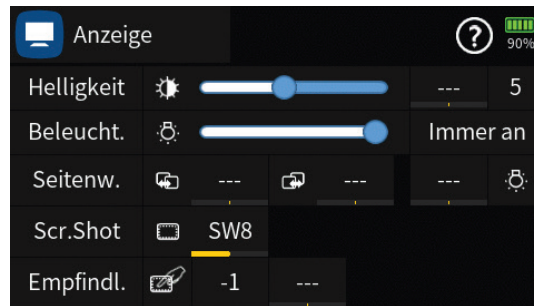 Anzeige ? 90%
Helligkeit --- 5
Beleucht. Immer an
Seitenw. --- --- ---
Scr.Shot SW8
Empfindl. -1 ---